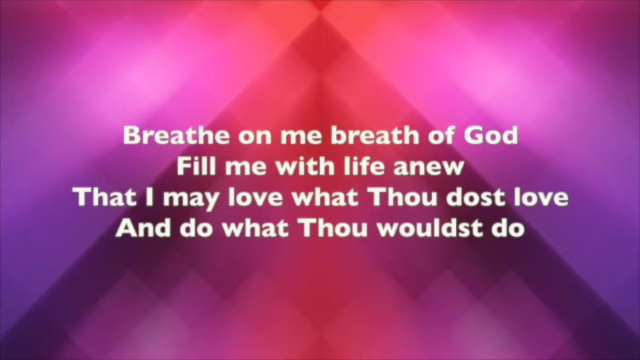 Breathe on me breath of God
Fill me with life anew
That I may love what Thou dost love
And do what Thou wouldst do